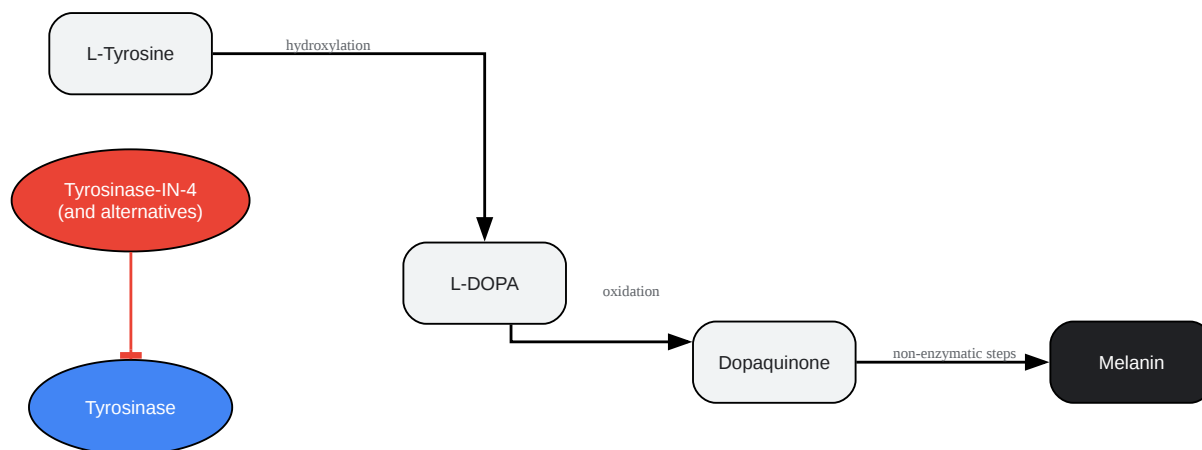 L-Tyrosine
hydroxylation
Tyrosinase-IN-4
(and alternatives)
L-DOPA
oxidation
Dopaquinone
non-enzymatic steps
Melanin
Tyrosinase